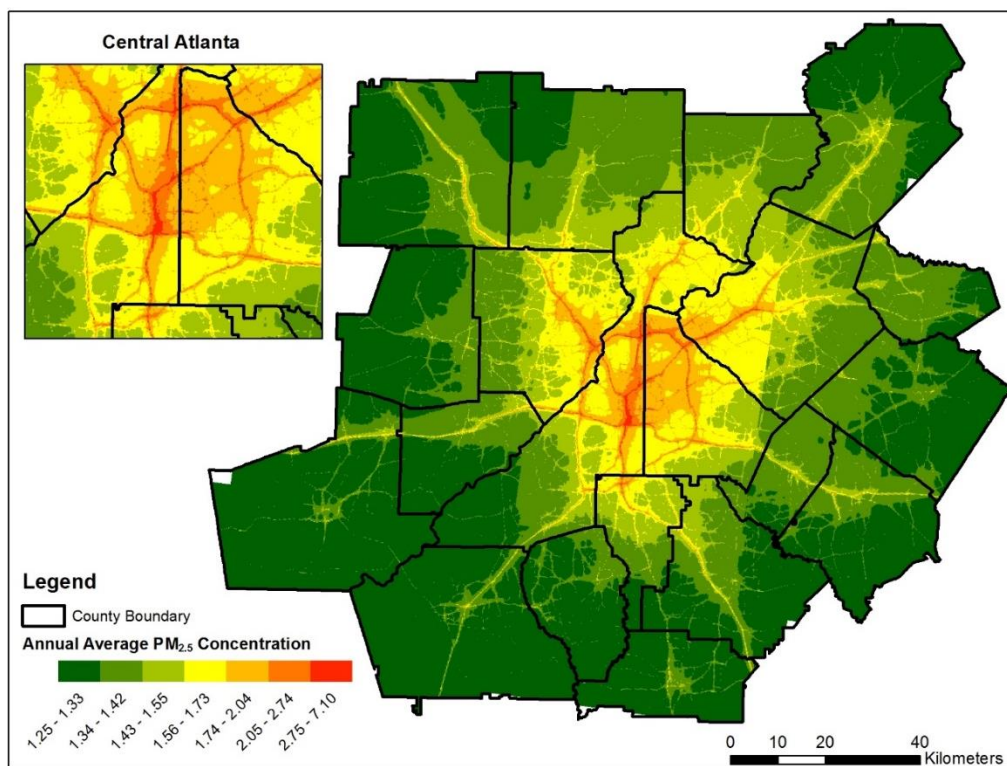 Central Atlanta
Legend
County Boundary
Annual Average PM2.5 Concentration
1.25 - 1.33
1.34 - 1.42
1.43 - 1.55
1.56 - 1.73
1.74 - 2.04
2.05 - 2.74
2.75 - 7.10
0 10 20 40
Kilometers